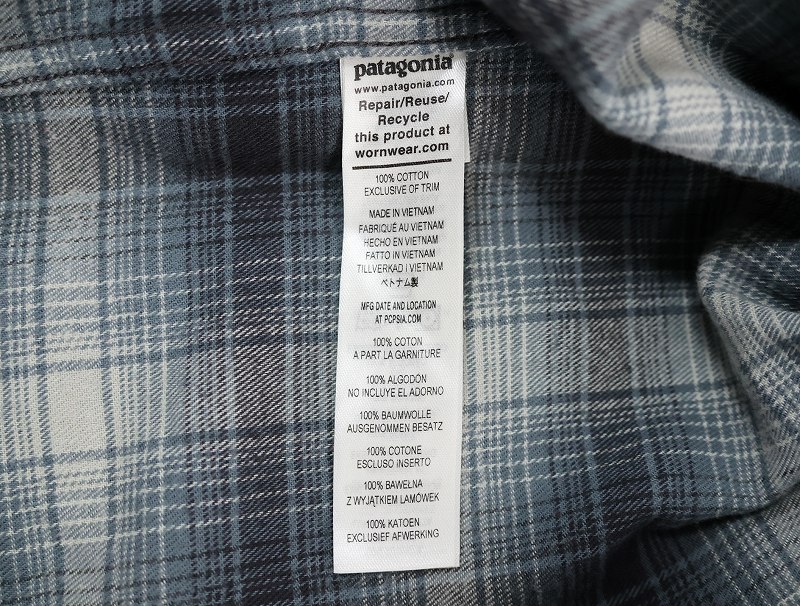 patagonia
www.patagonia.com
Repair/Reuse/
Recycle
this product at
wornwear.com
100% COTTON
EXCLUSIVE OF TRIM
MADE IN VIETNAM
FABRIQUÉ AU VIETNAM
HECHO EN VIETNAM
FATTO IN VIETNAM
TILLVERKAD I VIETNAM
ベトナム製
MFG DATE AND LOCATION
AT PCPSIA.COM
100% COTON
A PART LA GARNITURE
100% ALGODÓN
NO INCLUYE EL ADORNO
100% BAUMWOLLE
AUSGENOMMEN BESATZ
100% COTONE
ESCLUSO INSERTO
100% BAWEŁNA
Z WYJĄTKIEM LAMÓWEK
100% KATOEN
EXCLUSIEF AFWERKING